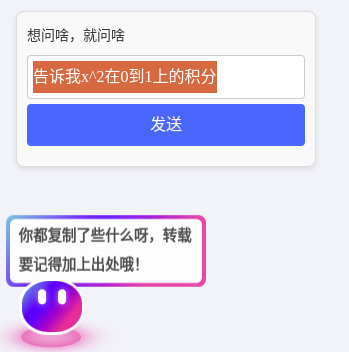 想问啥，就问啥
告诉我x^2在0到1上的积分
发送
你都复制了些什么呀，转载
要记得加上出处哦！